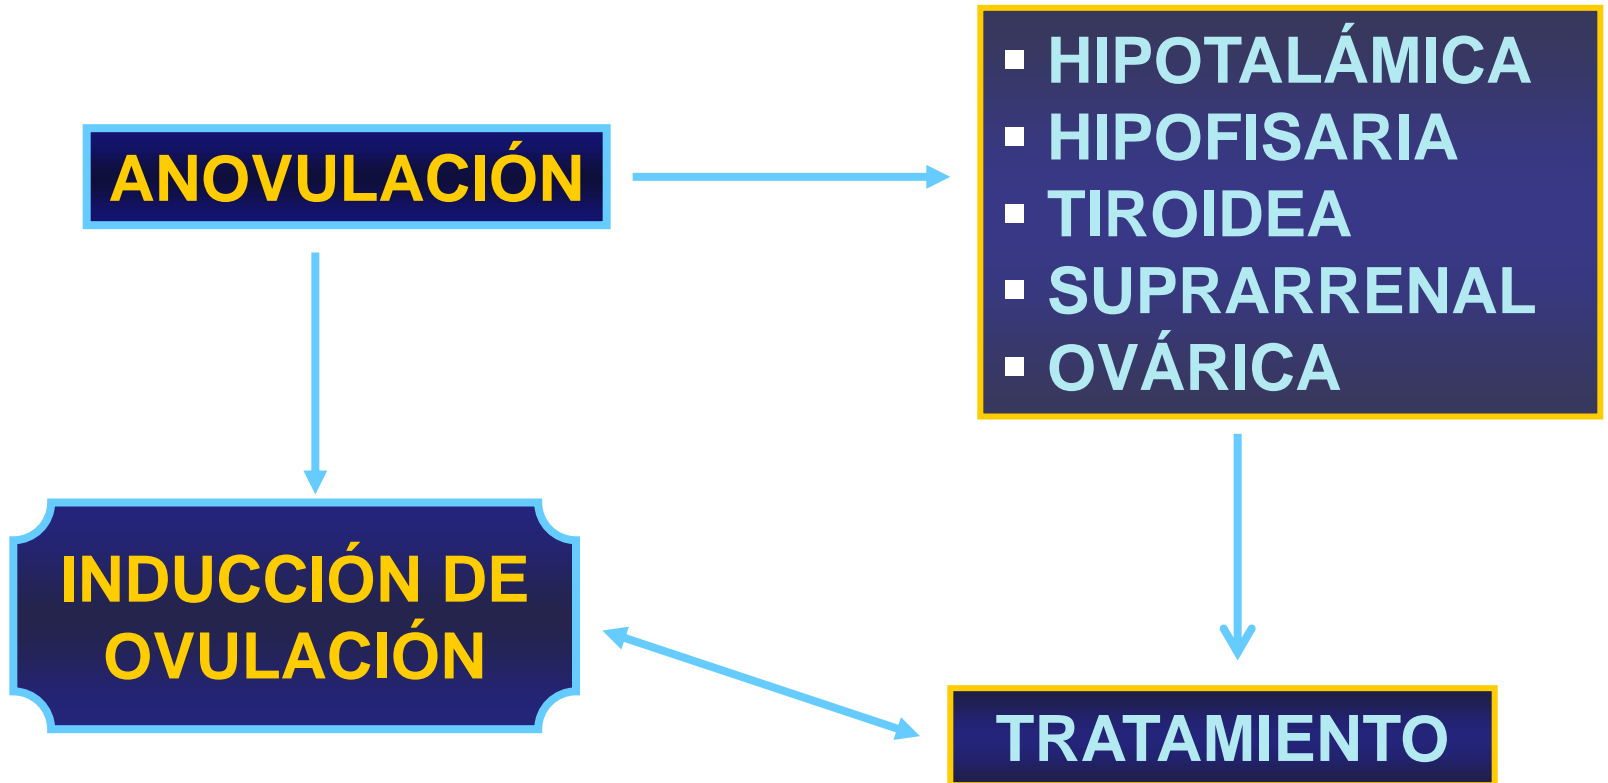 ANOVULACIÓN
▪ HIPOTALÁMICA
▪ HIPOFISARIA
▪ TIROIDEA
▪ SUPRARRENAL
▪ OVÁRICA
INDUCCIÓN DE
OVULACIÓN
TRATAMIENTO